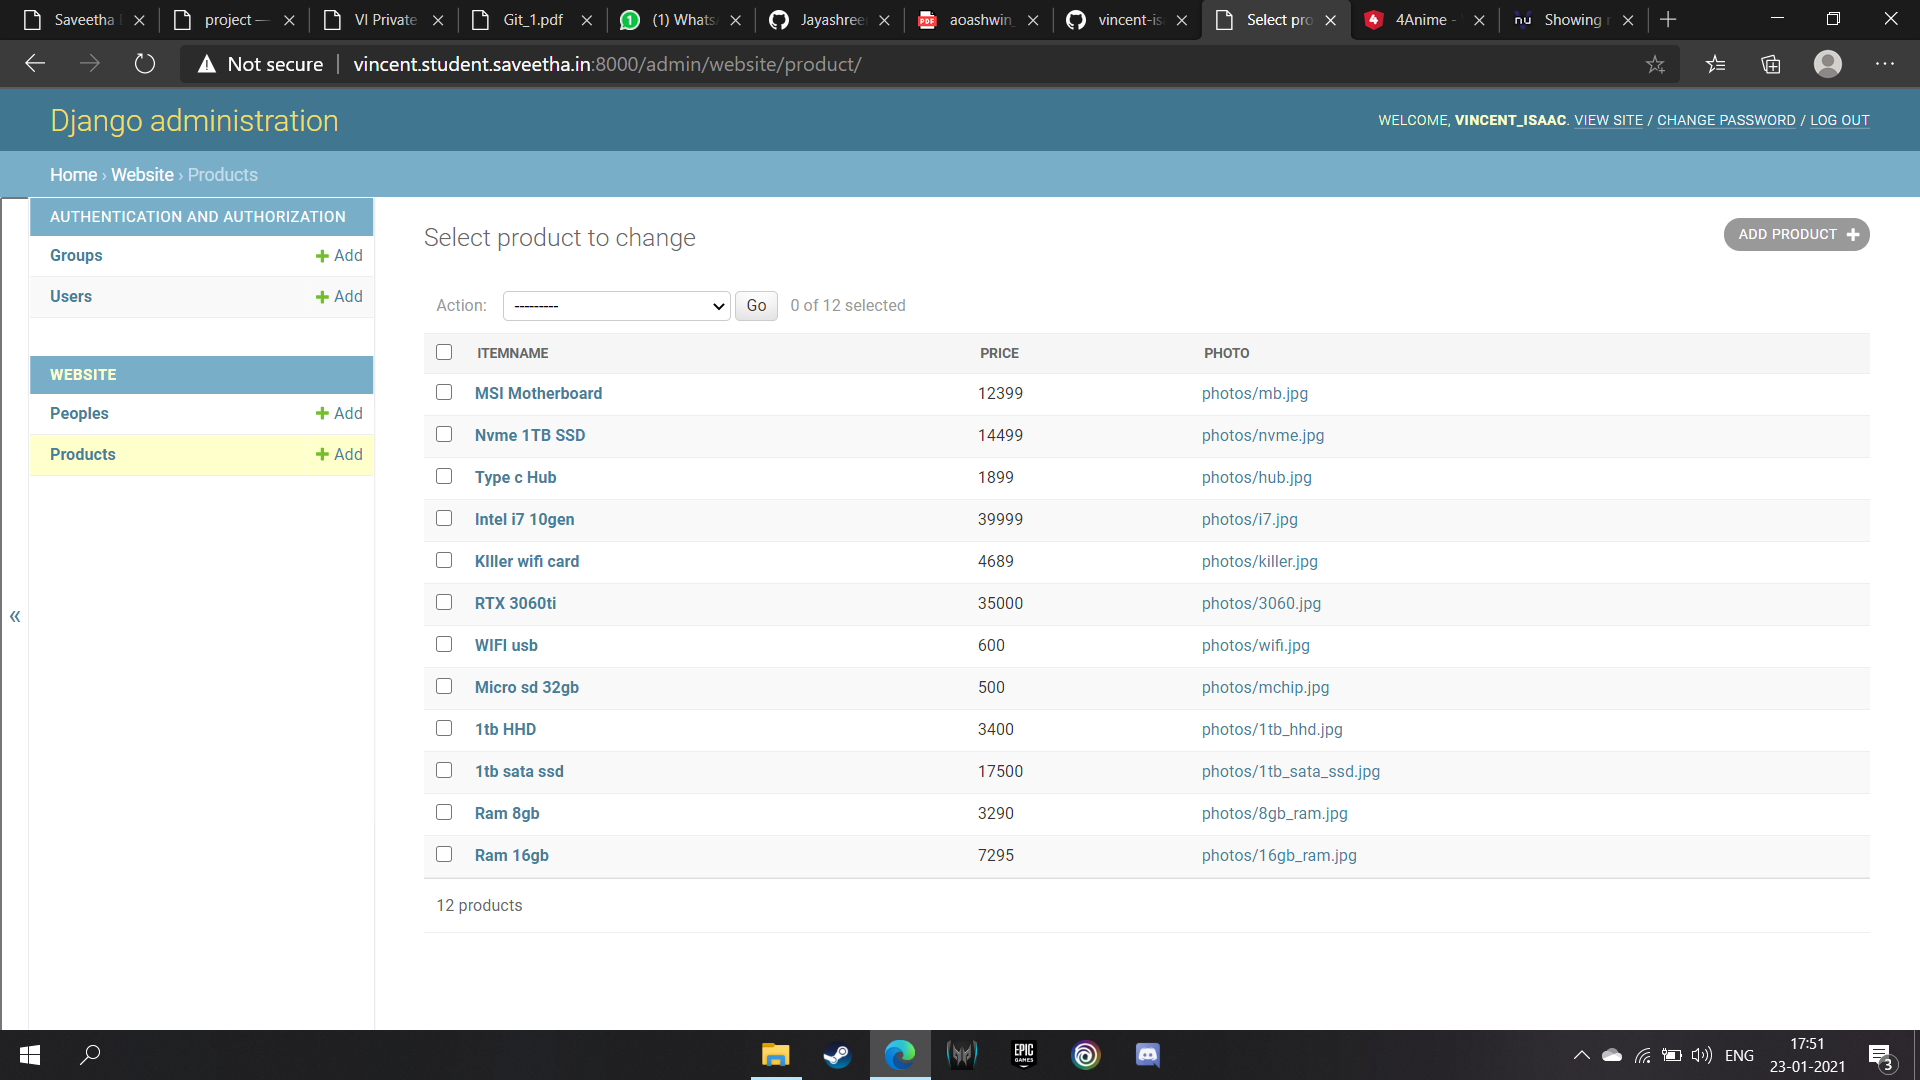 Saveetha
project —
VI Private
Git_1.pdf
(1) Whats
Jayashree
aoashwin_
vincent-is
Select pro
4Anime -
Showing
Not secure | vincent.student.saveetha.in:8000/admin/website/product/
Django administration
WELCOME, VINCENT_ISAAC. VIEW SITE / CHANGE PASSWORD / LOG OUT
Home › Website › Products
AUTHENTICATION AND AUTHORIZATION
Groups + Add
Users + Add
WEBSITE
Peoples + Add
Products + Add
«
Select product to change
ADD PRODUCT +
Action: --------- Go 0 of 12 selected
ITEMNAME PRICE PHOTO
MSI Motherboard 12399 photos/mb.jpg
Nvme 1TB SSD 14499 photos/nvme.jpg
Type c Hub 1899 photos/hub.jpg
Intel i7 10gen 39999 photos/i7.jpg
KIller wifi card 4689 photos/killer.jpg
RTX 3060ti 35000 photos/3060.jpg
WIFI usb 600 photos/wifi.jpg
Micro sd 32gb 500 photos/mchip.jpg
1tb HHD 3400 photos/1tb_hhd.jpg
1tb sata ssd 17500 photos/1tb_sata_ssd.jpg
Ram 8gb 3290 photos/8gb_ram.jpg
Ram 16gb 7295 photos/16gb_ram.jpg
12 products
EPIC GAMES
ENG
17:51
23-01-2021
3